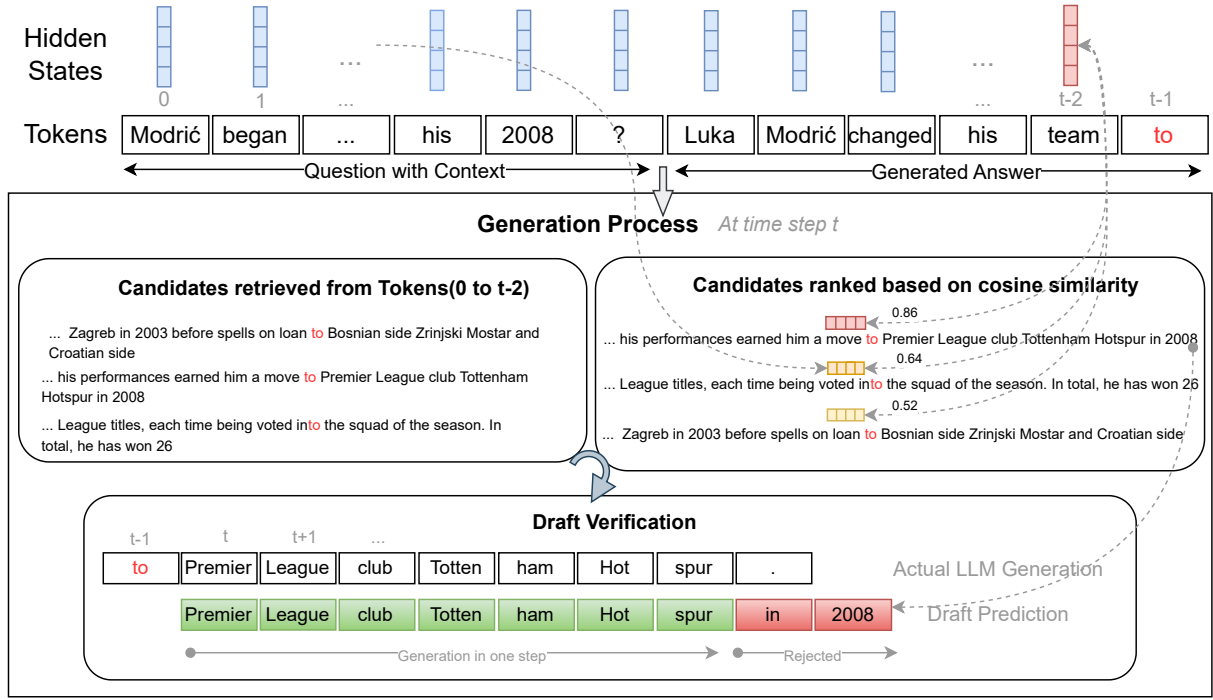 Hidden
States
...
...
0
1
...
...
t-2
t-1
Tokens
Modrić began ... his 2008 ? Luka Modrić changed his team to
Question with Context
Generated Answer
Generation Process
At time step t
Candidates retrieved from Tokens(0 to t-2)
... Zagreb in 2003 before spells on loan to Bosnian side Zrinjski Mostar and
Croatian side
... his performances earned him a move to Premier League club Tottenham
Hotspur in 2008
... League titles, each time being voted into the squad of the season. In
total, he has won 26
Candidates ranked based on cosine similarity
0.86
... his performances earned him a move to Premier League club Tottenham Hotspur in 2008
0.64
... League titles, each time being voted into the squad of the season. In total, he has won 26
0.52
... Zagreb in 2003 before spells on loan to Bosnian side Zrinjski Mostar and Croatian side
Draft Verification
t-1 t t+1 ...
to Premier League club Totten ham Hot spur .
Actual LLM Generation
Premier League club Totten ham Hot spur in 2008
Draft Prediction
Generation in one step
Rejected